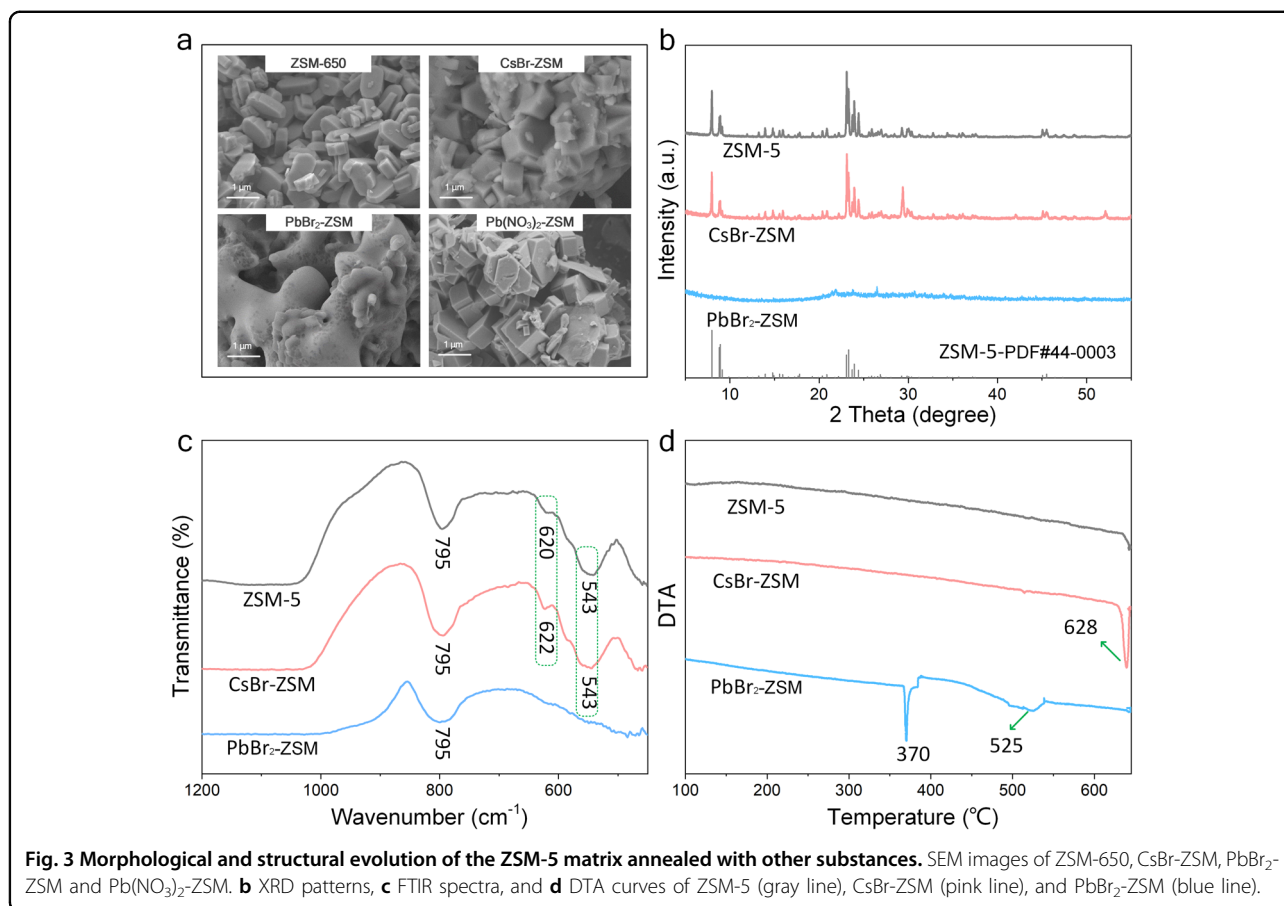 a
ZSM-650
CsBr-ZSM
1 µm
1 µm
PbBr₂-ZSM
Pb(NO₃)₂-ZSM
1 µm
1 µm
b
Intensity (a.u.)
ZSM-5
CsBr-ZSM
PbBr₂-ZSM
ZSM-5-PDF#44-0003
10 20 30 40 50
2 Theta (degree)
c
Transmittance (%)
ZSM-5
795
620
543
CsBr-ZSM
795
622
543
PbBr₂-ZSM
795
1200 1000 800 600
Wavenumber (cm⁻¹)
d
DTA
ZSM-5
CsBr-ZSM
628
PbBr₂-ZSM
370
525
100 200 300 400 500 600
Temperature (℃)
Fig. 3 Morphological and structural evolution of the ZSM-5 matrix annealed with other substances. SEM images of ZSM-650, CsBr-ZSM, PbBr₂-
ZSM and Pb(NO₃)₂-ZSM. b XRD patterns, c FTIR spectra, and d DTA curves of ZSM-5 (gray line), CsBr-ZSM (pink line), and PbBr₂-ZSM (blue line).